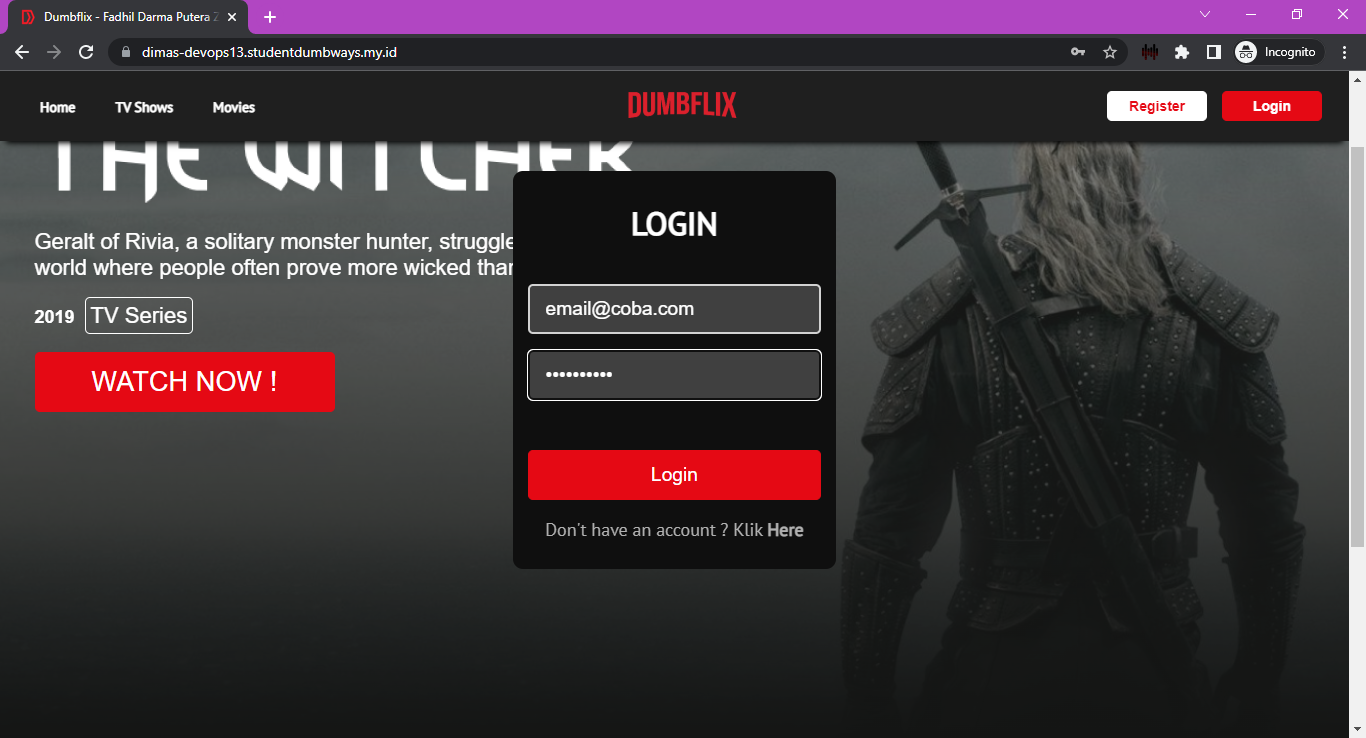 Dumbflix - Fadhil Darma Putera
dimas-devops13.studentdumbways.my.id
Incognito
Home TV Shows Movies DUMBFLIX Register Login
THE WITCHER
LOGIN
Geralt of Rivia, a solitary monster hunter, struggle
world where people often prove more wicked than
email@coba.com
2019 TV Series
••••••••••
WATCH NOW !
Login
Don't have an account ? Klik Here